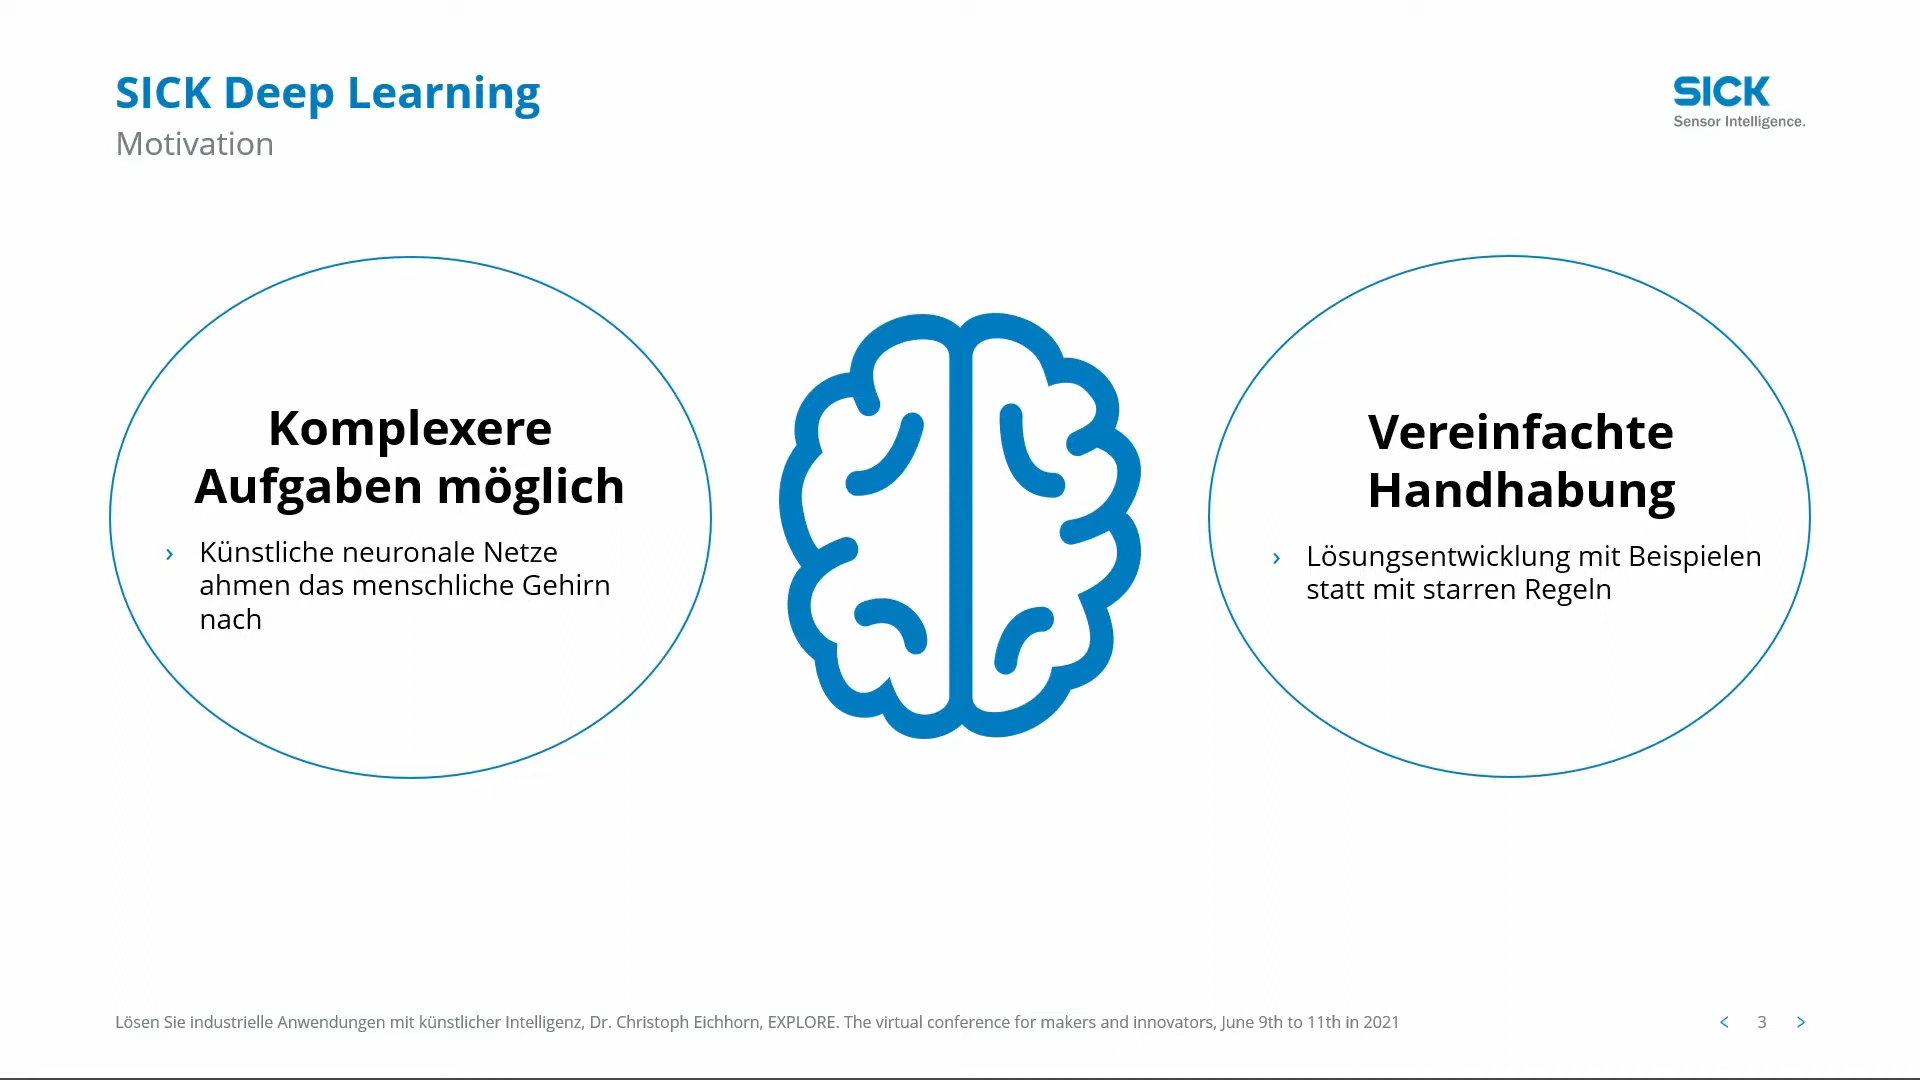 SICK Deep Learning
Motivation
SICK
Sensor Intelligence.
Komplexere
Aufgaben möglich
› Künstliche neuronale Netze
ahmen das menschliche Gehirn
nach
Vereinfachte
Handhabung
› Lösungsentwicklung mit Beispielen
statt mit starren Regeln
Lösen Sie industrielle Anwendungen mit künstlicher Intelligenz, Dr. Christoph Eichhorn, EXPLORE. The virtual conference for makers and innovators, June 9th to 11th in 2021
< 3 >